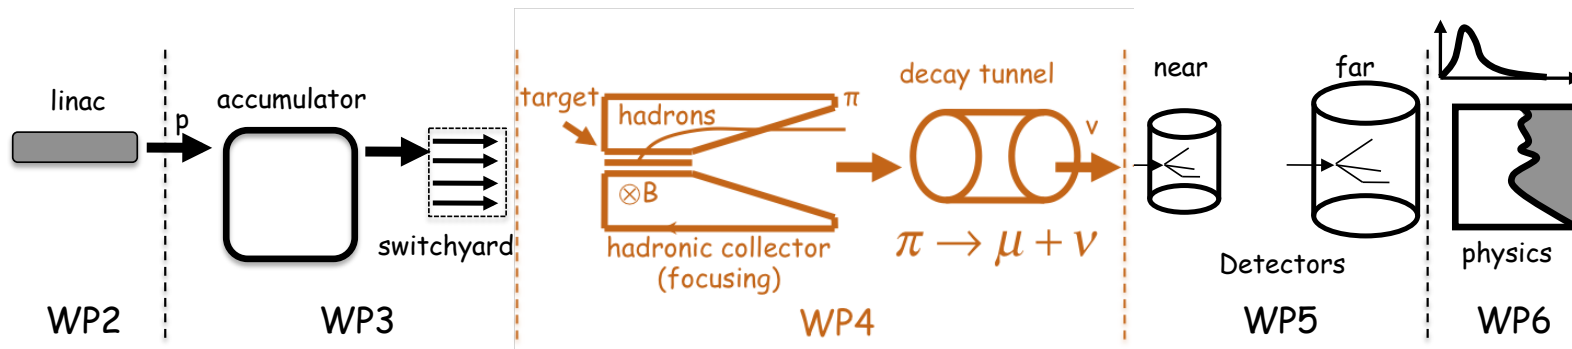 linac
p
accumulator
switchyard
target
hadrons
π
⊗B
hadronic collector
(focusing)
decay tunnel
ν
π → μ + ν
near
far
Detectors
physics
WP2
WP3
WP4
WP5
WP6